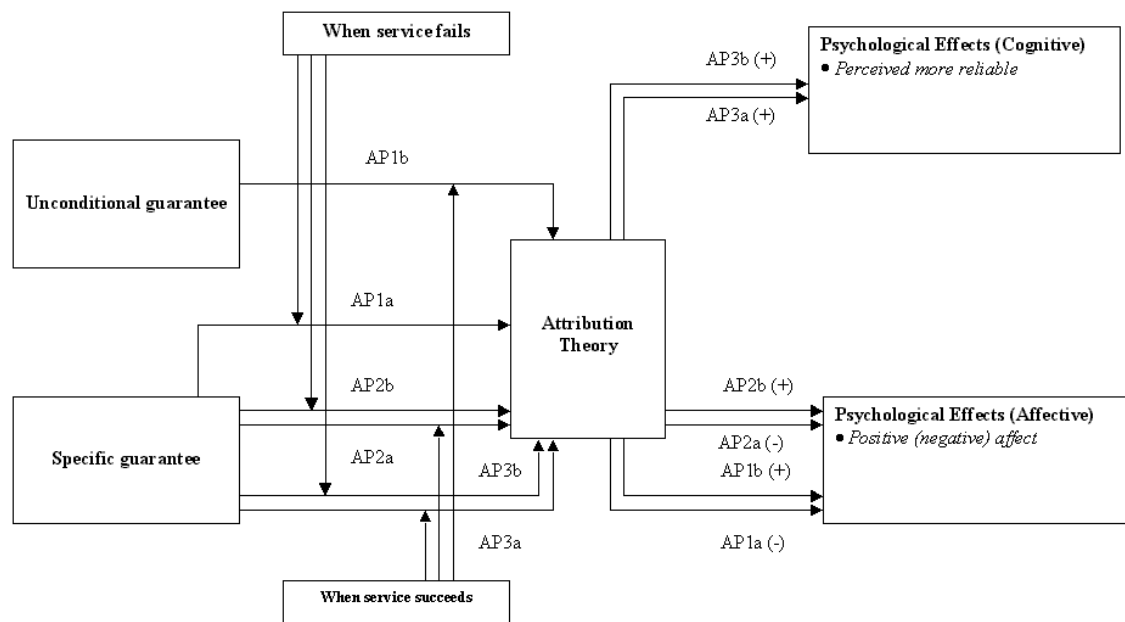 When service fails
Psychological Effects (Cognitive)
● Perceived more reliable
AP3b (+)
AP3a (+)
AP1b
Unconditional guarantee
AP1a
Attribution
Theory
AP2b
AP2b (+)
Psychological Effects (Affective)
● Positive (negative) affect
Specific guarantee
AP2a
AP2a (-)
AP3b
AP1b (+)
AP3a
AP1a (-)
When service succeeds